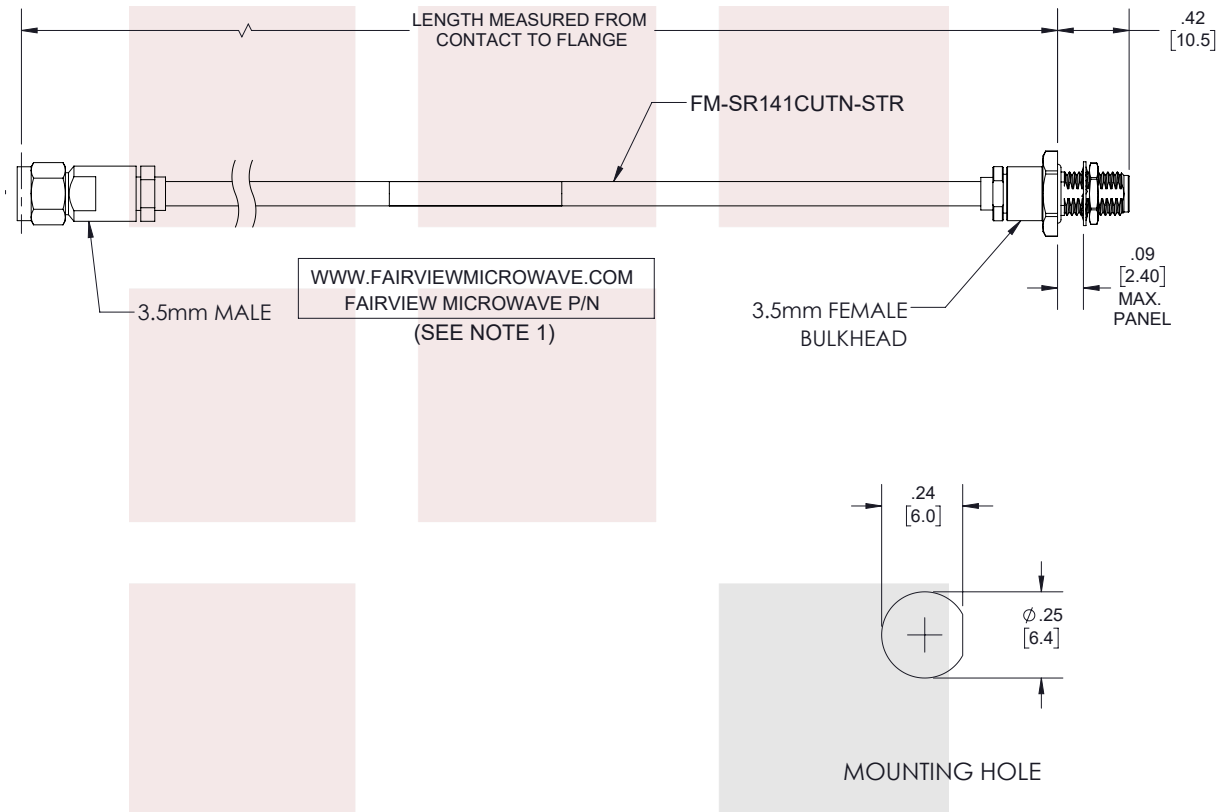 LENGTH MEASURED FROM
CONTACT TO FLANGE
.42
[10.5]
FM-SR141CUTN-STR
3.5mm MALE
WWW.FAIRVIEWMICROWAVE.COM
FAIRVIEW MICROWAVE P/N
(SEE NOTE 1)
3.5mm FEMALE
BULKHEAD
.09
[2.40]
MAX.
PANEL
.24
[6.0]
∅.25
[6.4]
MOUNTING HOLE